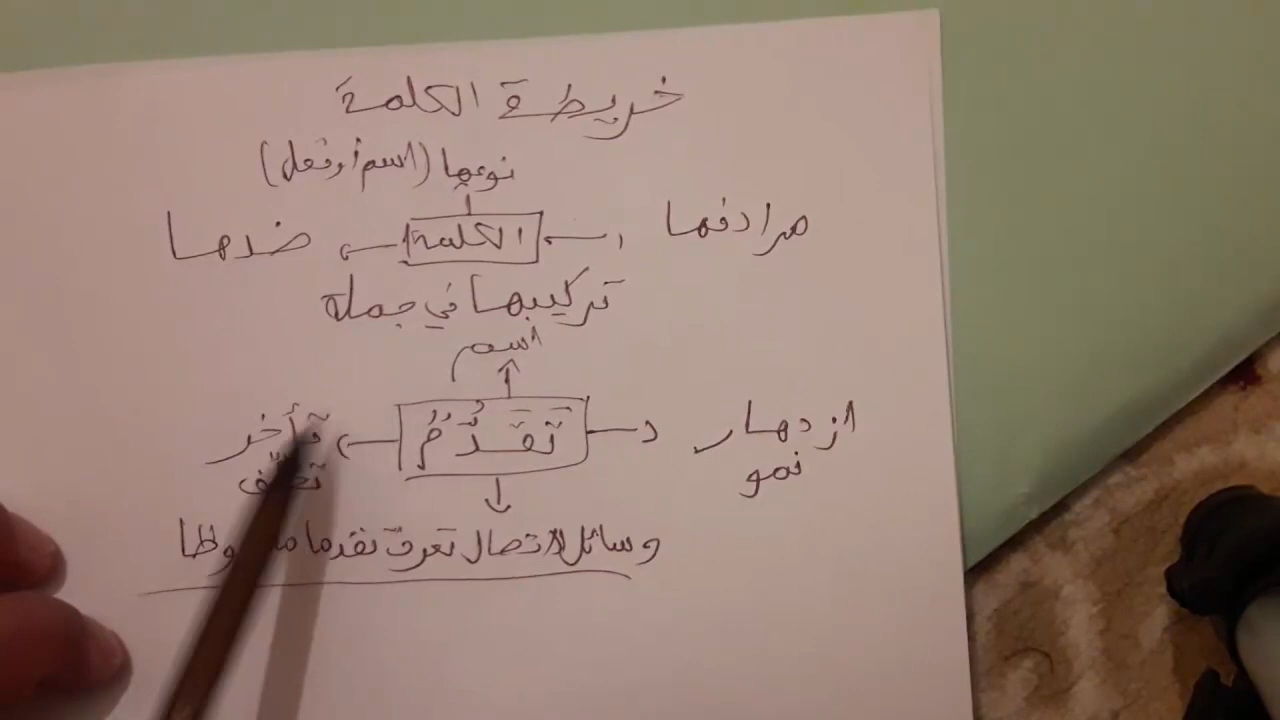 خريطة الكلمة
نوعها (اسم أو فعل)
مرادفها الكلمة ضدها
تركيبها في جملة
اسم
ازدهار تَقَدُّمٌ تأخر
نمو
وسائل الاتصال تعرف تقدما